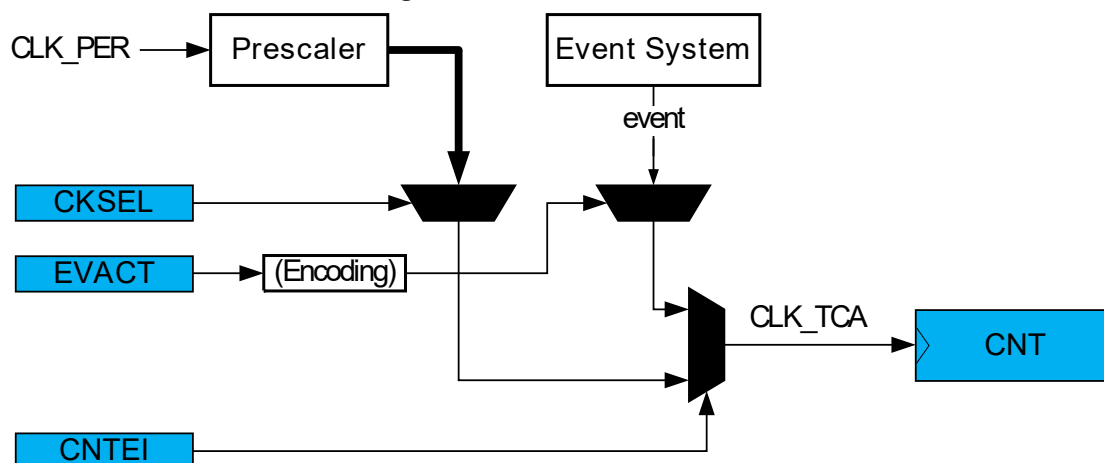 CLK_PER
Prescaler
Event System
event
CKSEL
EVACT
(Encoding)
CLK_TCA
CNT
CNTEI